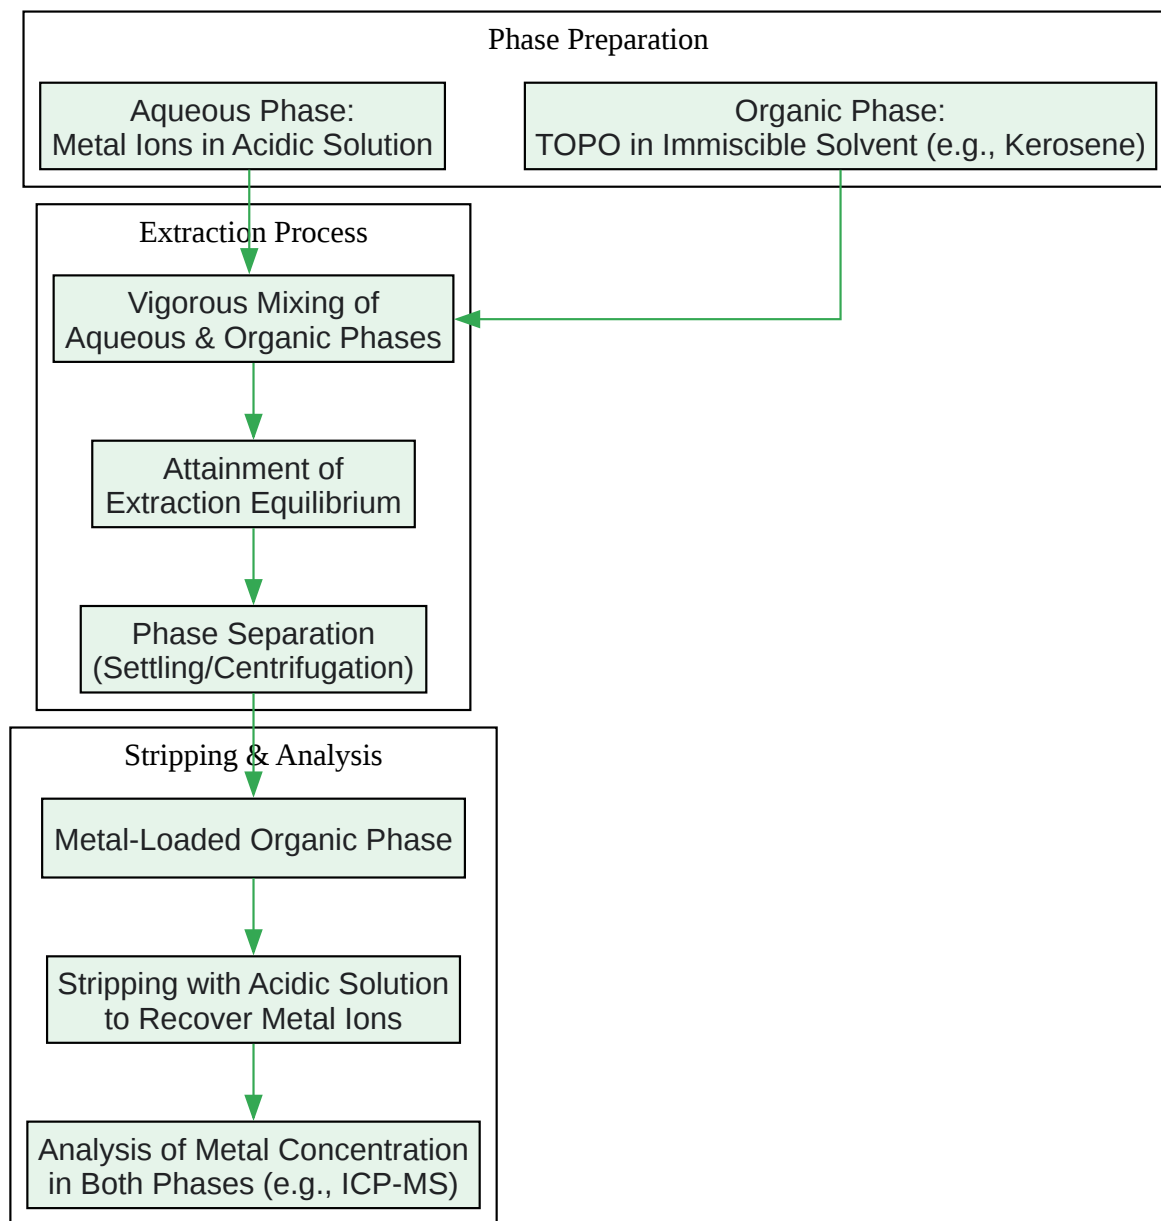 Phase Preparation
Aqueous Phase:
Metal Ions in Acidic Solution
Organic Phase:
TOPO in Immiscible Solvent (e.g., Kerosene)
Extraction Process
Vigorous Mixing of
Aqueous & Organic Phases
Attainment of
Extraction Equilibrium
Phase Separation
(Settling/Centrifugation)
Stripping & Analysis
Metal-Loaded Organic Phase
Stripping with Acidic Solution
to Recover Metal Ions
Analysis of Metal Concentration
in Both Phases (e.g., ICP-MS)